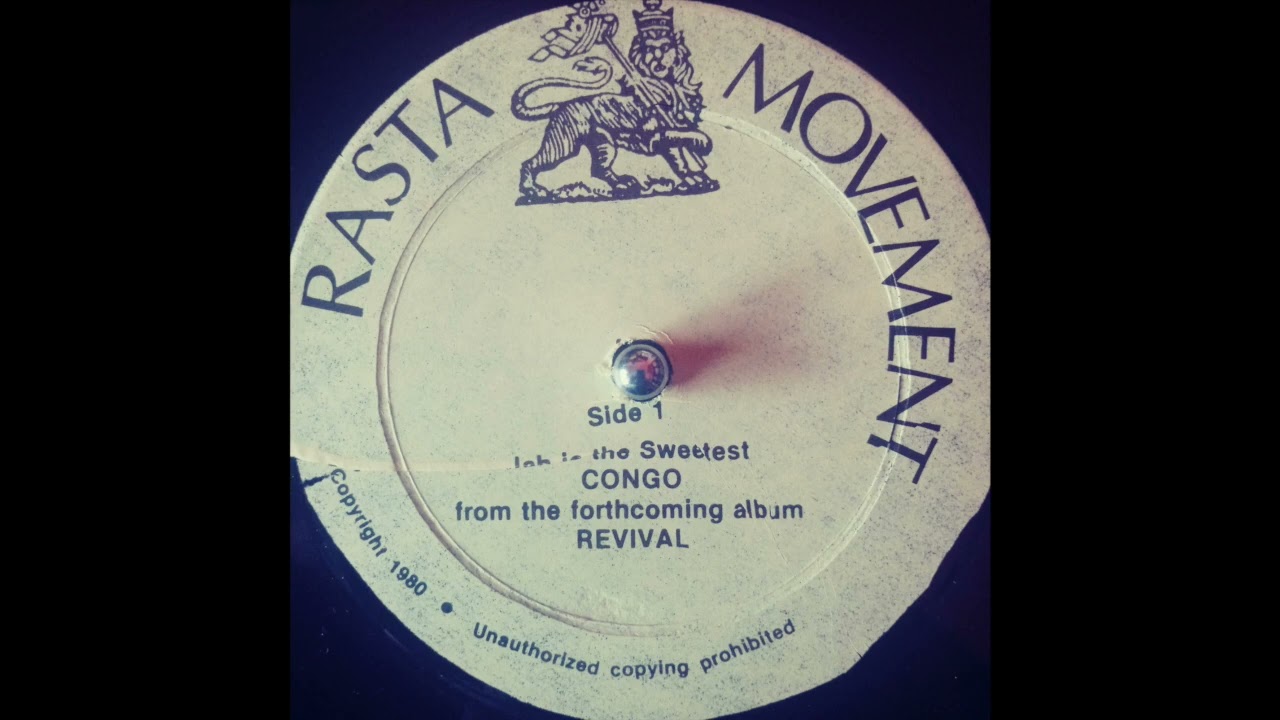 RASTA MOVEMENT
Side 1
Jah is the Sweetest
CONGO
from the forthcoming album
REVIVAL
Copyright 1980 • Unauthorized copying prohibited